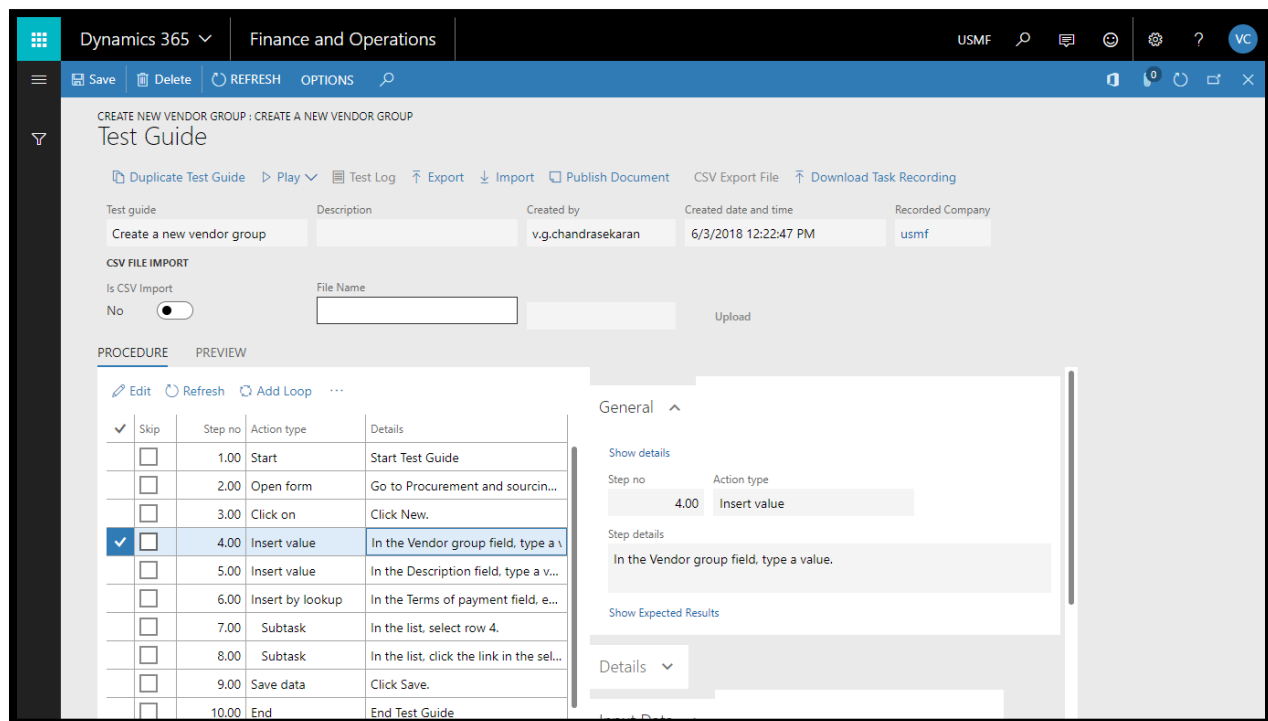 Dynamics 365 Finance and Operations USMF ? VC
Save Delete REFRESH OPTIONS 0
CREATE NEW VENDOR GROUP : CREATE A NEW VENDOR GROUP
Test Guide
Duplicate Test Guide Play Test Log Export Import Publish Document CSV Export File Download Task Recording
Test guide Description Created by Created date and time Recorded Company
Create a new vendor group v.g.chandrasekaran 6/3/2018 12:22:47 PM usmf
CSV FILE IMPORT
Is CSV Import File Name
No Upload
PROCEDURE PREVIEW
Edit Refresh Add Loop ...
Skip Step no Action type Details
1.00 Start Start Test Guide
2.00 Open form Go to Procurement and sourcin...
3.00 Click on Click New.
4.00 Insert value In the Vendor group field, type a v
5.00 Insert value In the Description field, type a v...
6.00 Insert by lookup In the Terms of payment field, e...
7.00 Subtask In the list, select row 4.
8.00 Subtask In the list, click the link in the sel...
9.00 Save data Click Save.
10.00 End End Test Guide
General
Show details
Step no Action type
4.00 Insert value
Step details
In the Vendor group field, type a value.
Show Expected Results
Details
Input Data